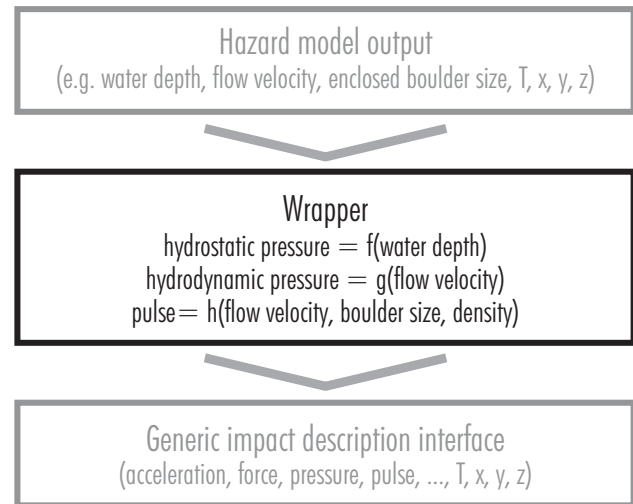 Hazard model output
(e.g. water depth, flow velocity, enclosed boulder size, T, x, y, z)
Wrapper
hydrostatic pressure = f(water depth)
hydrodynamic pressure = g(flow velocity)
pulse= h(flow velocity, boulder size, density)
Generic impact description interface
(acceleration, force, pressure, pulse, ..., T, x, y, z)